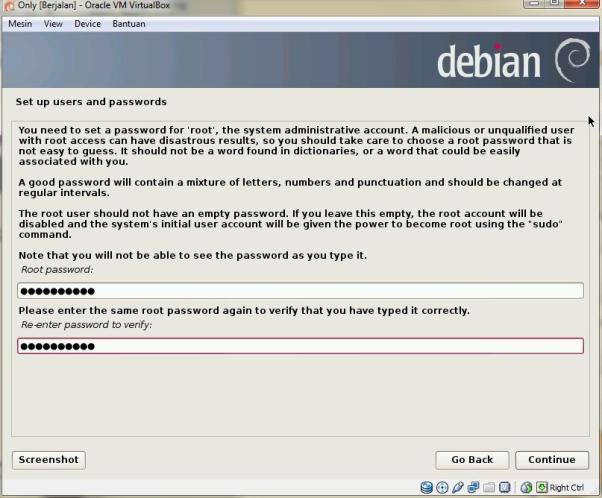 Only [Berjalan] - Oracle VM VirtualBox
Mesin View Device Bantuan
debian
Set up users and passwords
You need to set a password for 'root', the system administrative account. A malicious or unqualified user
with root access can have disastrous results, so you should take care to choose a root password that is
not easy to guess. It should not be a word found in dictionaries, or a word that could be easily
associated with you.
A good password will contain a mixture of letters, numbers and punctuation and should be changed at
regular intervals.
The root user should not have an empty password. If you leave this empty, the root account will be
disabled and the system's initial user account will be given the power to become root using the "sudo"
command.
Note that you will not be able to see the password as you type it.
Root password:
●●●●●●●●●●
Please enter the same root password again to verify that you have typed it correctly.
Re-enter password to verify:
●●●●●●●●●●
Screenshot Go Back Continue
Right Ctrl